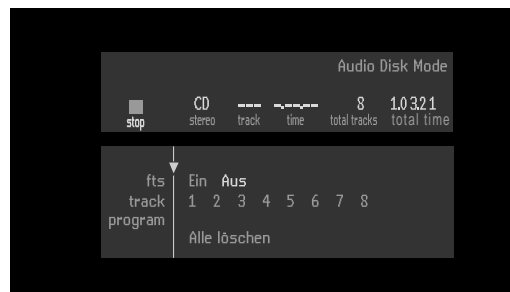 Audio Disk Mode
CD --- -.--.-- 8 1.03.21
stop stereo track time total tracks total time
fts Ein Aus
track 1 2 3 4 5 6 7 8
program
Alle löschen